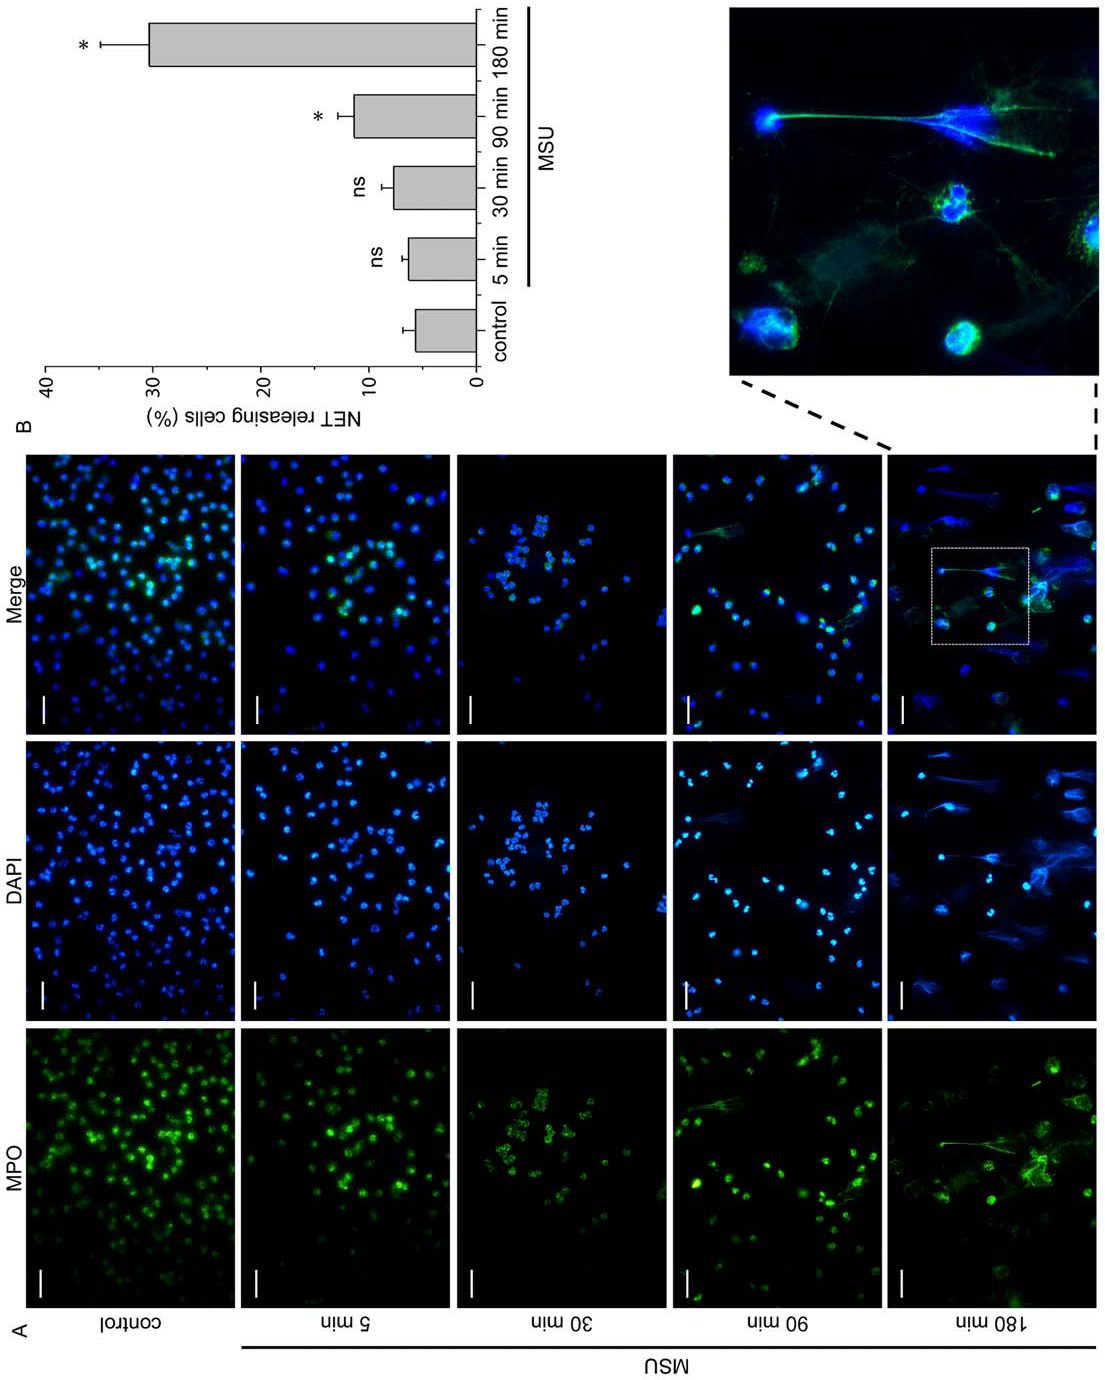 A
MPO
DAPI
Merge
control
5 min
30 min
90 min
180 min
MSU
B
NET releasing cells (%)
40
30
20
10
0
ns
ns
*
*
control
5 min
30 min
90 min
180 min
MSU